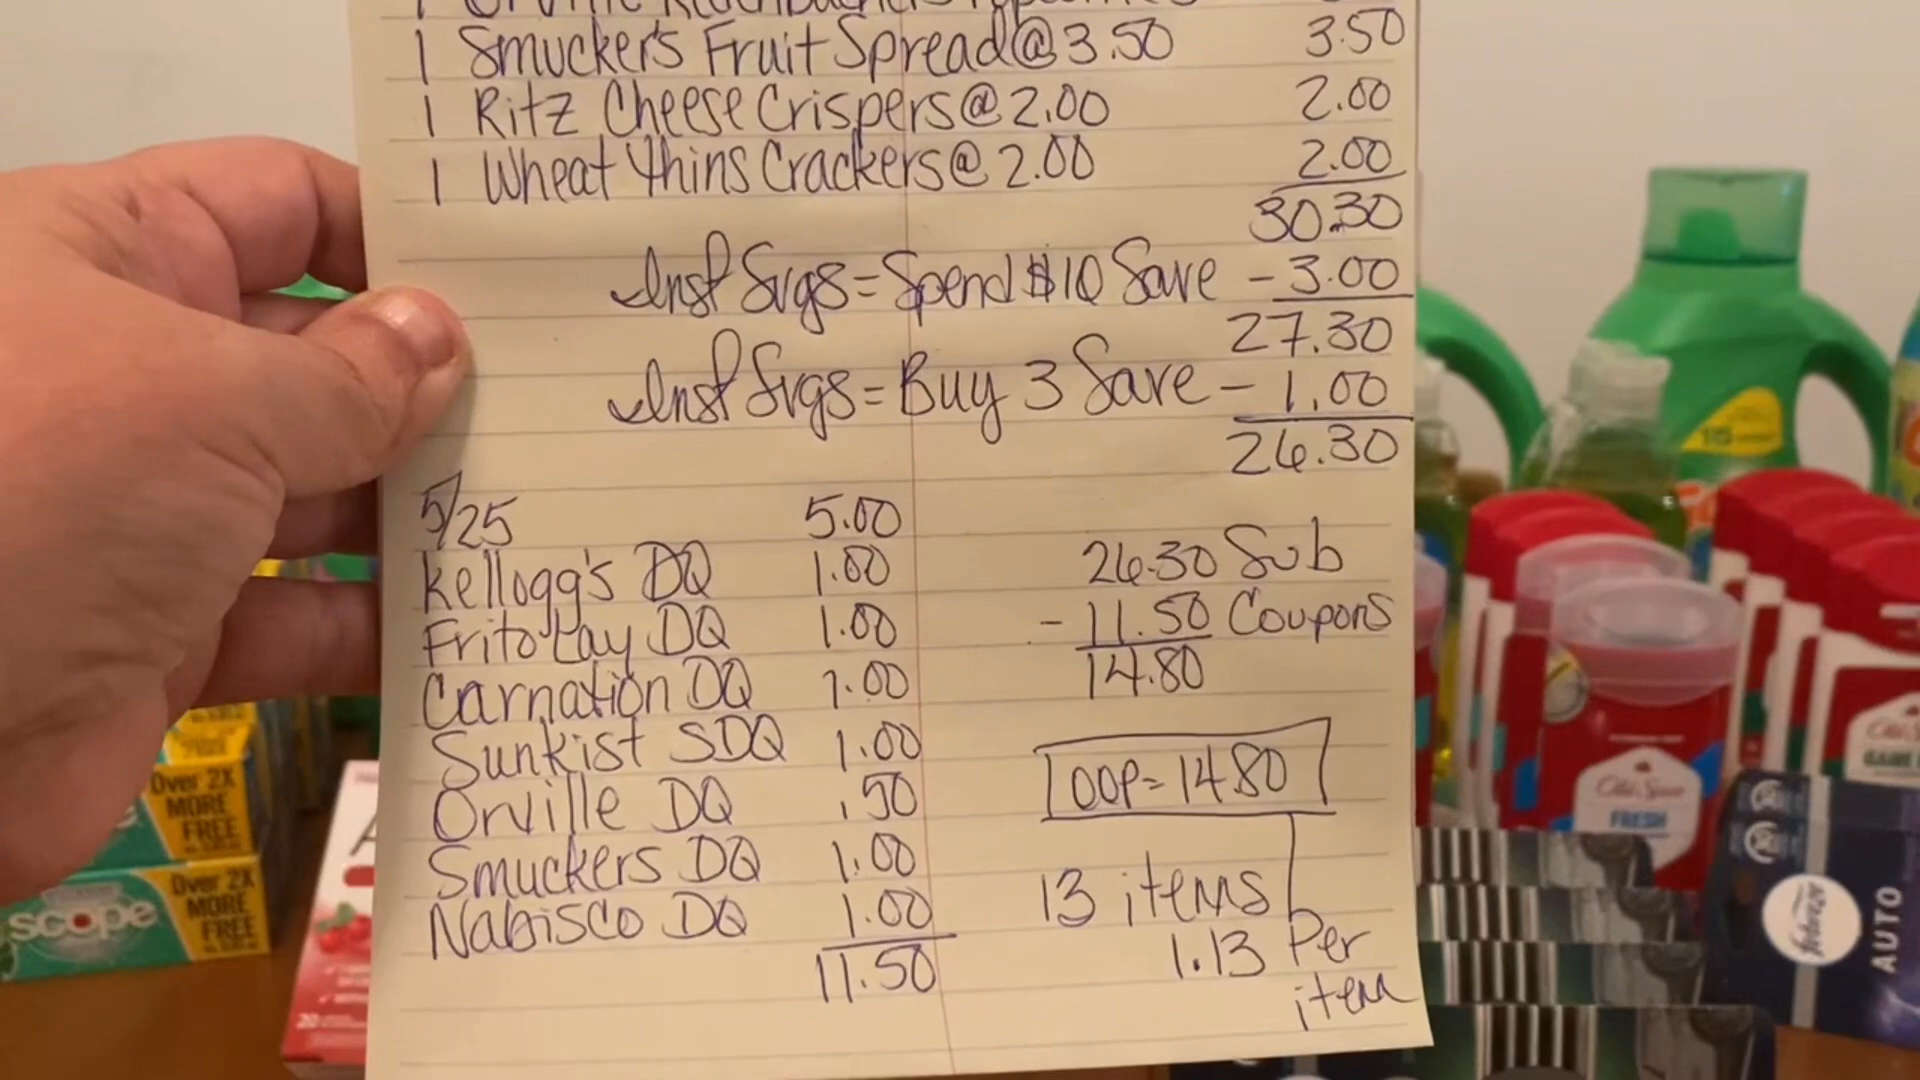 1 Smuckers Fruit Spread@3.50 3.50
1 Ritz Cheese Crispers@2.00 2.00
1 Wheat Thins Crackers@2.00 2.00
30.30
Inst Svgs=Spend $10 Save -3.00
27.30
Inst Svgs=Buy 3 Save - 1.00
26.30
5/25 5.00
Kellogg's DQ 1.00
Frito Lay DQ 1.00
Carnation DQ 1.00
Sunkist SDQ 1.00
Orville DQ .50
Smuckers DQ 1.00
Nabisco DQ 1.00
11.50
26.30 Sub
- 11.50 Coupons
14.80
OOP=14.80
13 items
1.13 Per
item
Over 2X
MORE
FREE
scope
Over 2X
MORE
FREE
Old Spice
FRESH
AUTO